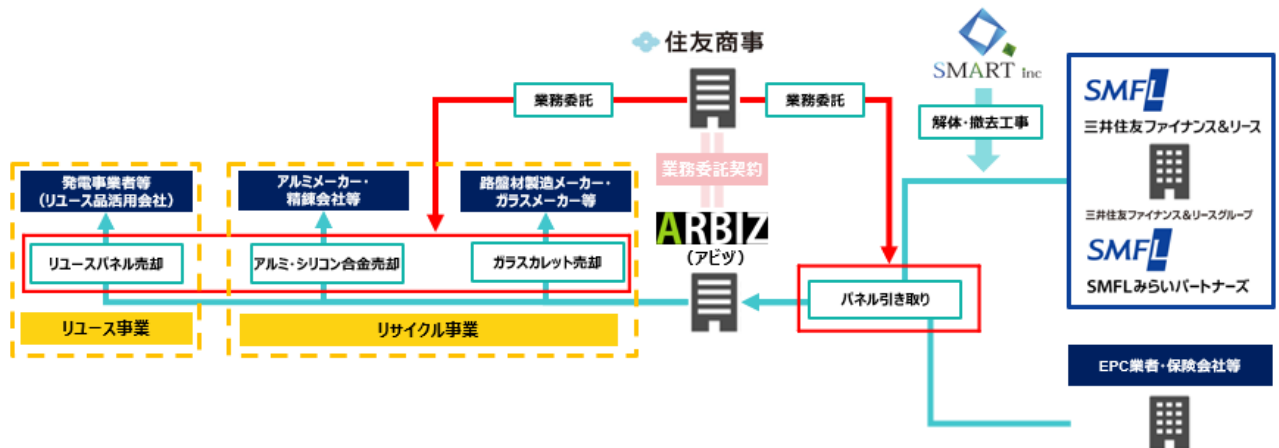 住友商事
SMART Inc
業務委託
業務委託
解体・撤去工事
SMFL
三井住友ファイナンス&リース
三井住友ファイナンス&リースグループ
SMFL
SMFLみらいパートナーズ
業務委託契約
ARBIZ
(アビヅ)
発電事業者等
(リユース品活用会社)
アルミメーカー・
精錬会社等
路盤材製造メーカー・
ガラスメーカー等
リユースパネル売却
アルミ・シリコン合金売却
ガラスカレット売却
パネル引き取り
リユース事業
リサイクル事業
EPC業者・保険会社等